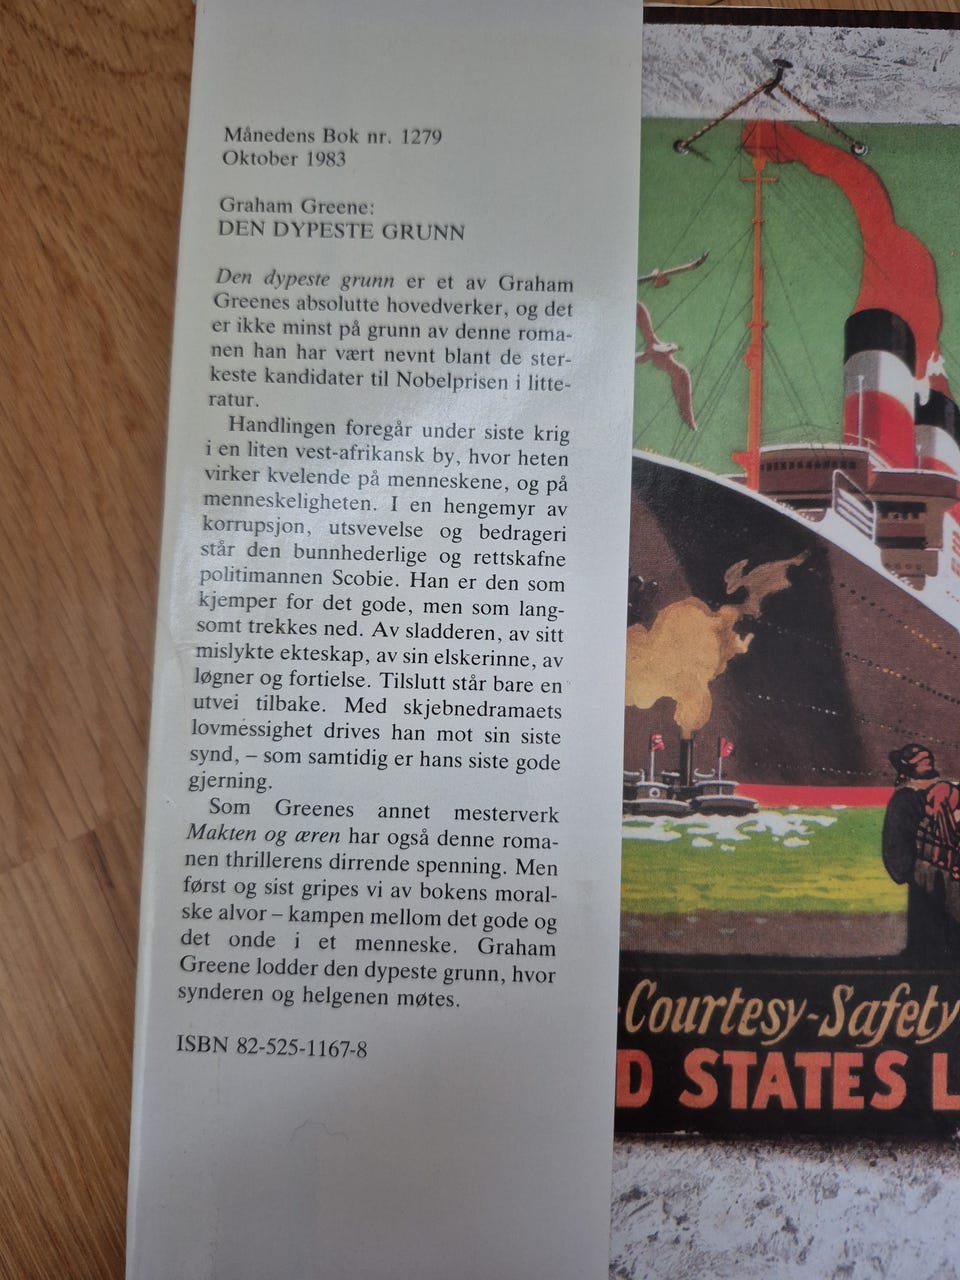 Månedens Bok nr. 1279
Oktober 1983
Graham Greene:
DEN DYPESTE GRUNN
Den dypeste grunn er et av Graham
Greenes absolutte hovedverker, og det
er ikke minst på grunn av denne roma-
nen han har vært nevnt blant de ster-
keste kandidater til Nobelprisen i litte-
ratur.
Handlingen foregår under siste krig
i en liten vest-afrikansk by, hvor heten
virker kvelende på menneskene, og på
menneskeligheten. I en hengemyr av
korrupsjon, utsvevelse og bedrageri
står den bunnhederlige og rettskafne
politimannen Scobie. Han er den som
kjemper for det gode, men som lang-
somt trekkes ned. Av sladderen, av sitt
mislykte ekteskap, av sin elskerinne, av
løgner og fortielse. Tilslutt står bare en
utvei tilbake. Med skjebnedramaets
lovmessighet drives han mot sin siste
synd, – som samtidig er hans siste gode
gjerning.
Som Greenes annet mesterverk
Makten og æren har også denne roma-
nen thrillerens dirrende spenning. Men
først og sist gripes vi av bokens moral-
ske alvor – kampen mellom det gode og
det onde i et menneske. Graham
Greene lodder den dypeste grunn, hvor
synderen og helgenen møtes.
ISBN 82-525-1167-8
-Courtesy-Safety
D STATES L